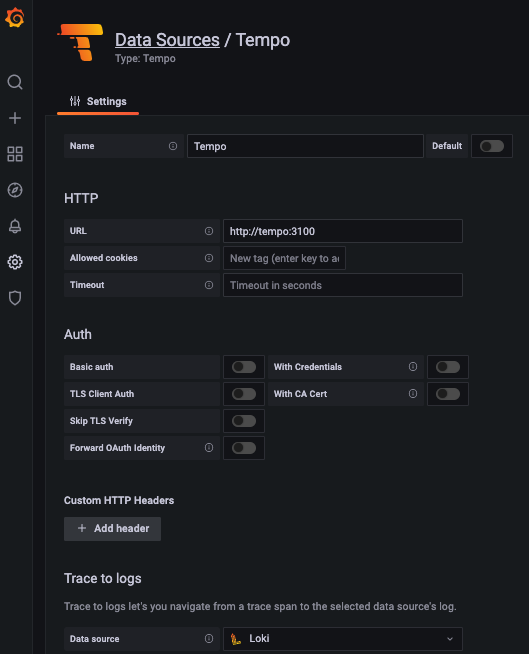 Data Sources / Tempo
Type: Tempo
Settings
Name
Tempo
Default
HTTP
URL
http://tempo:3100
Allowed cookies
New tag (enter key to ad
Timeout
Timeout in seconds
Auth
Basic auth
With Credentials
TLS Client Auth
With CA Cert
Skip TLS Verify
Forward OAuth Identity
Custom HTTP Headers
+ Add header
Trace to logs
Trace to logs let's you navigate from a trace span to the selected data source's log.
Data source
Loki